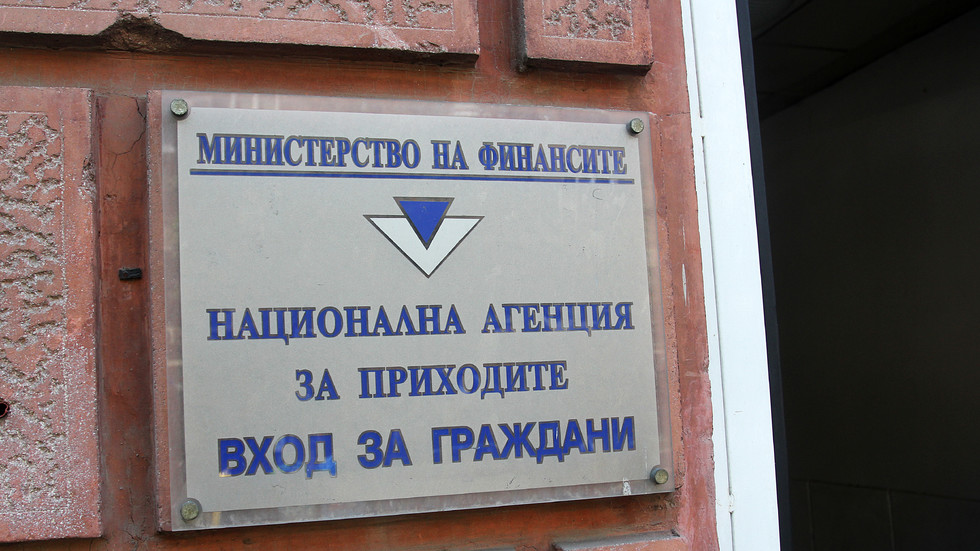 МИНИСТЕРСТВО НА ФИНАНСИТЕ
НАЦИОНАЛНА АГЕНЦИЯ
ЗА ПРИХОДИТЕ
ВХОД ЗА ГРАЖДАНИ